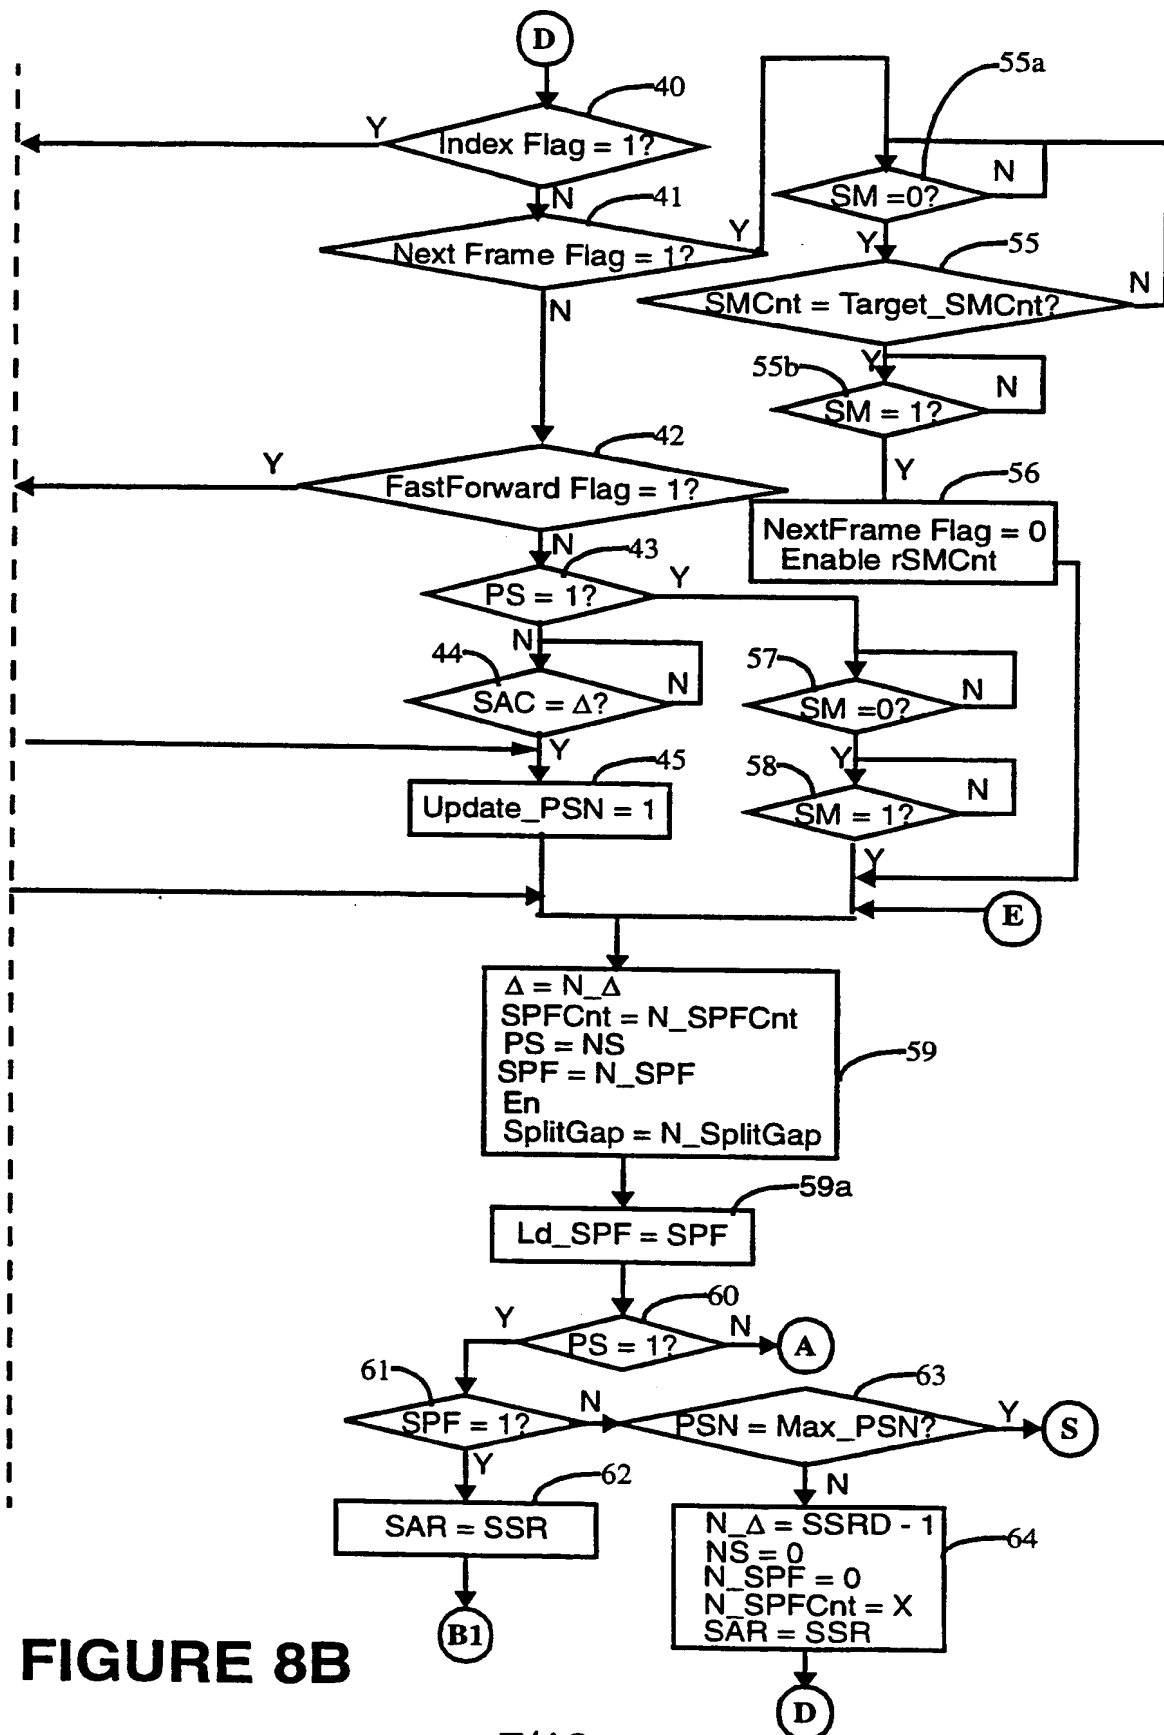 D
40
Y
Index Flag = 1?
N
41
Next Frame Flag = 1?
Y
N
55a
SM =0?
N
Y
55
SMCnt = Target_SMCnt?
N
Y
55b
SM = 1?
N
Y
56
NextFrame Flag = 0
Enable rSMCnt
42
Y
FastForward Flag = 1?
N
43
PS = 1?
Y
N
44
SAC = Δ?
N
Y
45
Update_PSN = 1
57
SM =0?
N
Y
58
SM = 1?
N
Y
E
Δ = N_Δ
SPFCnt = N_SPFCnt
PS = NS
SPF = N_SPF
En
SplitGap = N_SplitGap
59
59a
Ld_SPF = SPF
60
Y
PS = 1?
N
A
61
SPF = 1?
N
Y
63
PSN = Max_PSN?
Y
S
N
62
SAR = SSR
B1
N_Δ = SSRD - 1
NS = 0
N_SPF = 0
N_SPFCnt = X
SAR = SSR
64
D
FIGURE 8B